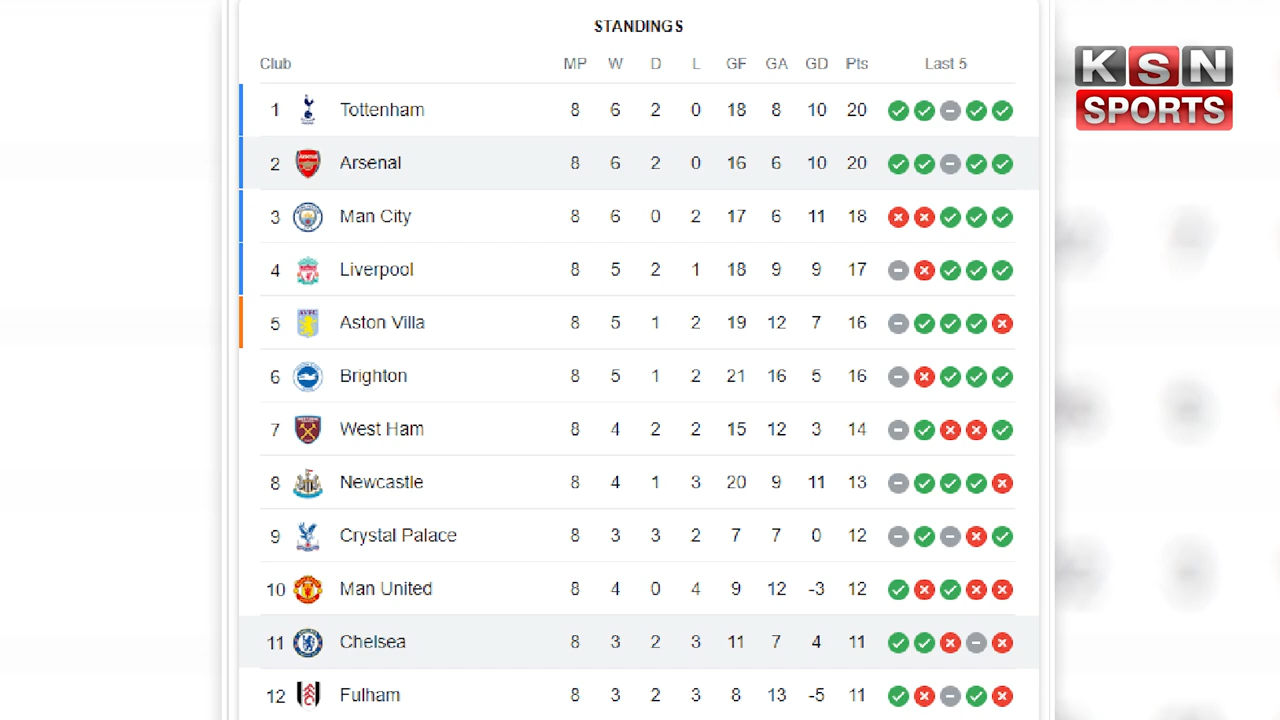 STANDINGS
Club MP W D L GF GA GD Pts Last 5
1 Tottenham 8 6 2 0 18 8 10 20
2 Arsenal 8 6 2 0 16 6 10 20
3 Man City 8 6 0 2 17 6 11 18
4 Liverpool 8 5 2 1 18 9 9 17
5 Aston Villa 8 5 1 2 19 12 7 16
6 Brighton 8 5 1 2 21 16 5 16
7 West Ham 8 4 2 2 15 12 3 14
8 Newcastle 8 4 1 3 20 9 11 13
9 Crystal Palace 8 3 3 2 7 7 0 12
10 Man United 8 4 0 4 9 12 -3 12
11 Chelsea 8 3 2 3 11 7 4 11
12 Fulham 8 3 2 3 8 13 -5 11
KSN
SPORTS